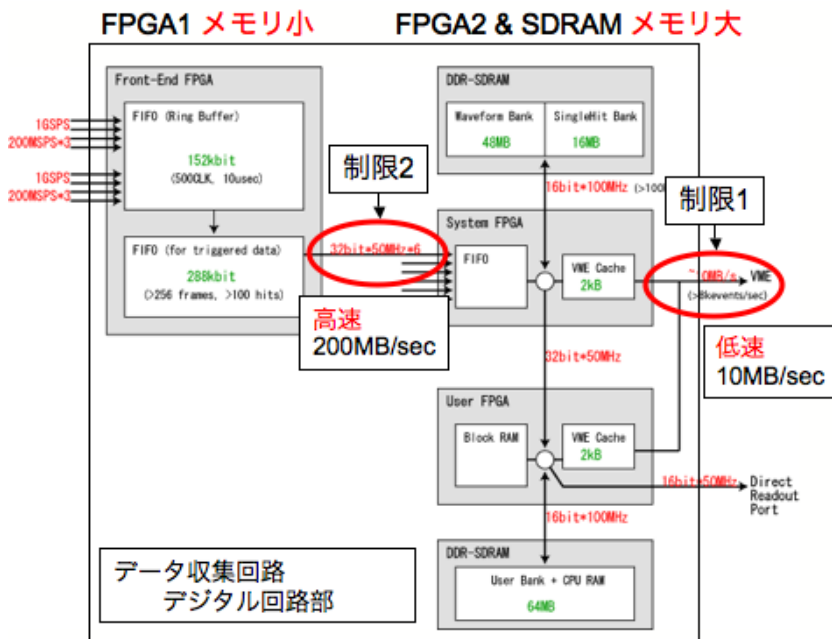 FPGA1 メモリ小
FPGA2 & SDRAM メモリ大
Front-End FPGA
FIFO (Ring Buffer)
152kbit
(500CLK, 10usec)
1GSPS
200MSPS*3
1GSPS
200MSPS*3
FIFO (for triggered data)
288kbit
(>256 frames, >100 hits)
制限2
32bit*50MHz*6
高速
200MB/sec
DDR-SDRAM
Waveform Bank
48MB
SingleHit Bank
16MB
16bit*100MHz (>100
制限1
System FPGA
FIFO
VME Cache
2kB
~10MB/s
VME
(>8kevents/sec)
低速
10MB/sec
32bit*50MHz
User FPGA
Block RAM
VME Cache
2kB
16bit*50MHz
Direct
Readout
Port
16bit*100MHz
DDR-SDRAM
User Bank + CPU RAM
64MB
データ収集回路
デジタル回路部